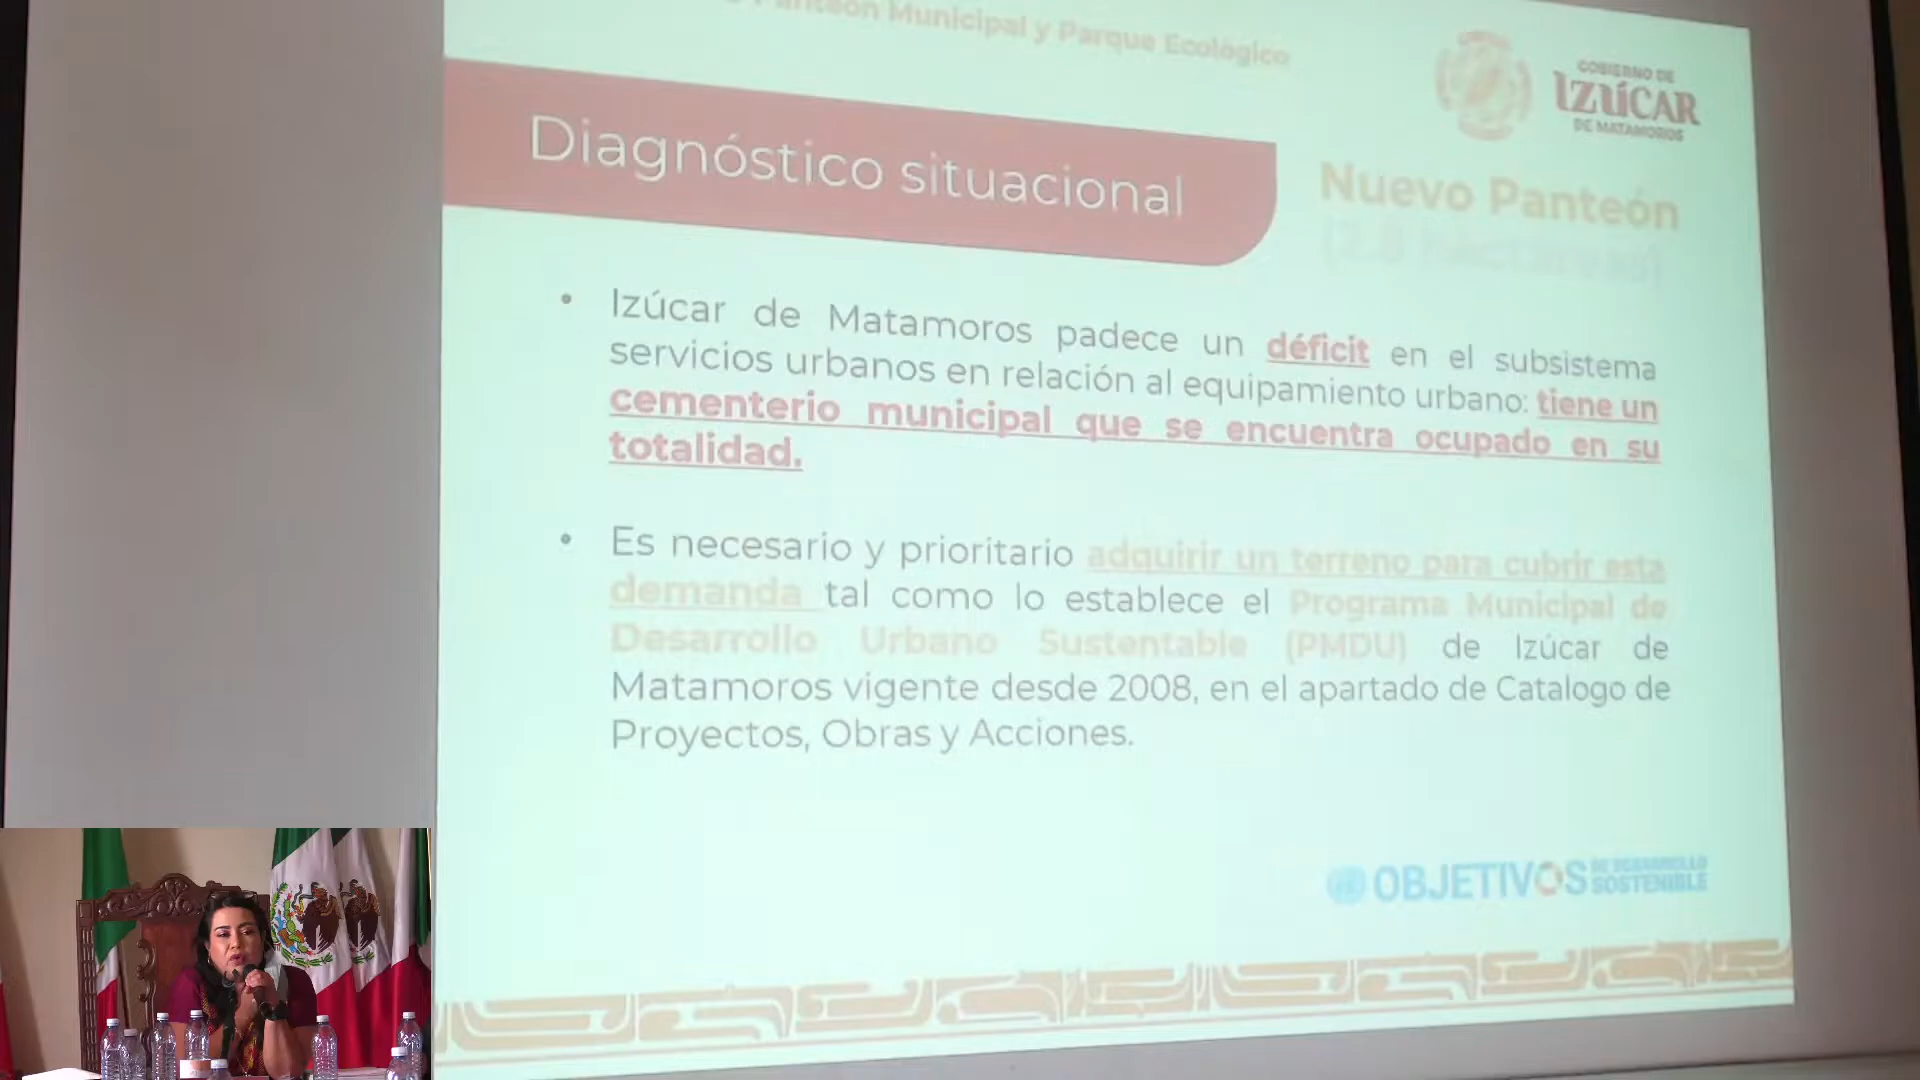 Panteón Municipal y Parque Ecológico
GOBIERNO DE
IZÚCAR
DE MATAMOROS
Diagnóstico situacional
Nuevo Panteón
(2.8 hectáreas)
• Izúcar de Matamoros padece un déficit en el subsistema
servicios urbanos en relación al equipamiento urbano: tiene un
cementerio municipal que se encuentra ocupado en su
totalidad.
• Es necesario y prioritario adquirir un terreno para cubrir esta
demanda tal como lo establece el Programa Municipal de
Desarrollo Urbano Sustentable (PMDU) de Izúcar de
Matamoros vigente desde 2008, en el apartado de Catalogo de
Proyectos, Obras y Acciones.
OBJETIVOS DE DESARROLLO
SOSTENIBLE